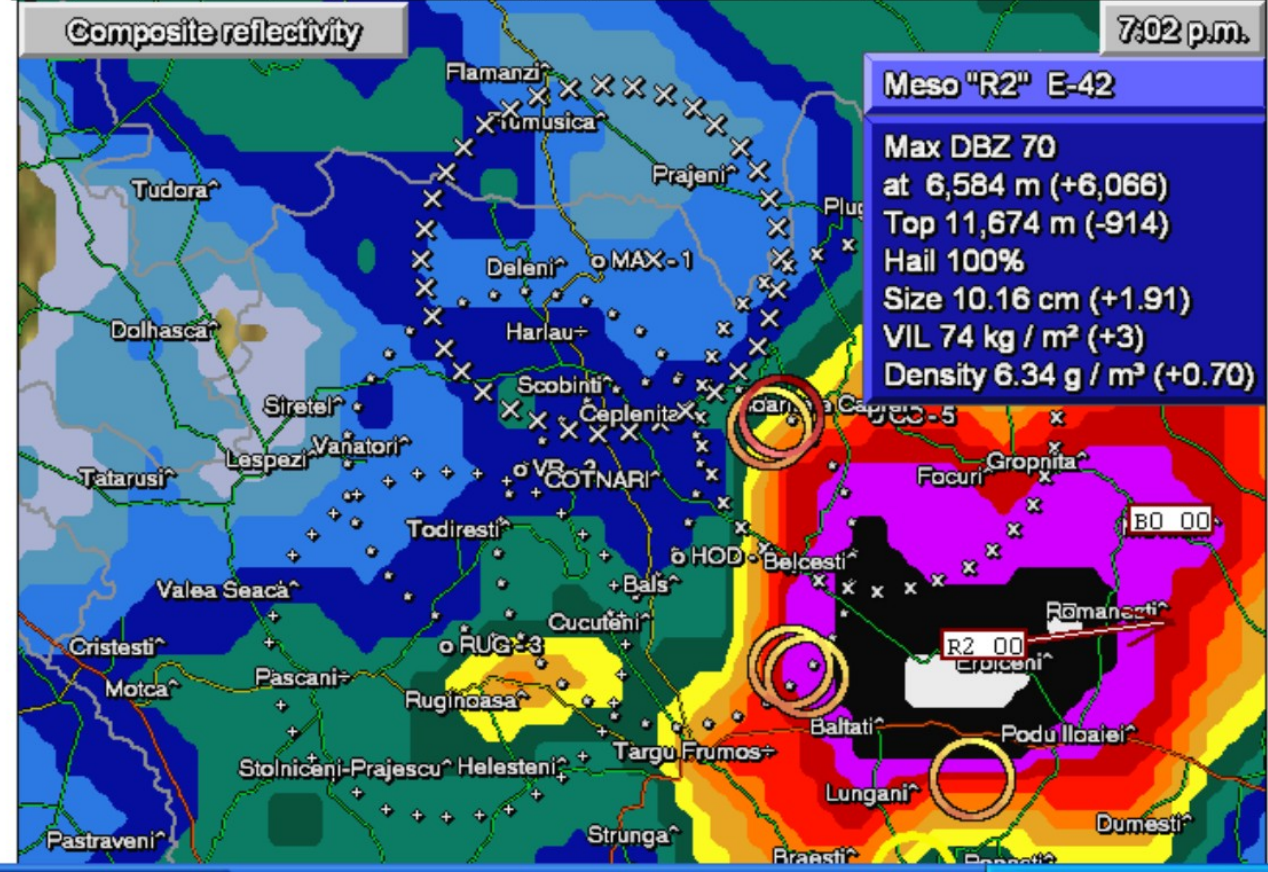 Composite reflectivity
7:02 p.m.
Flamanzi^
Meso "R2" E-42
Max DBZ 70
at 6,584 m (+6,066)
Top 11,674 m (-914)
Hail 100%
Size 10.16 cm (+1.91)
VIL 74 kg / m² (+3)
Density 6.34 g / m³ (+0.70)
Prajeni^
Tudora^
Deleni^
o MAX - 1
Dolhasca^
Harlau÷
Scobinti^
Siretel^
Ceplenita
Vanatori^
Lespezi^
Tatarusi^
COTNARI^
Focuri^
Gropnita^
B0 00
Todiresti^
o HOD -
Belcesti^
Valea Seaca^
Bals^
Romanesti^
Cucuteni^
Cristesti^
o RUG - 3
R2 00
Erbiceni^
Pascani÷
Motca^
Ruginoasa^
Baltati^
Podu Iloaiei^
Targu Frumos÷
Stolniceni-Prajescu^
Helesteni^
Lungani^
Dumesti^
Strunga^
Pastraveni^
Braesti^